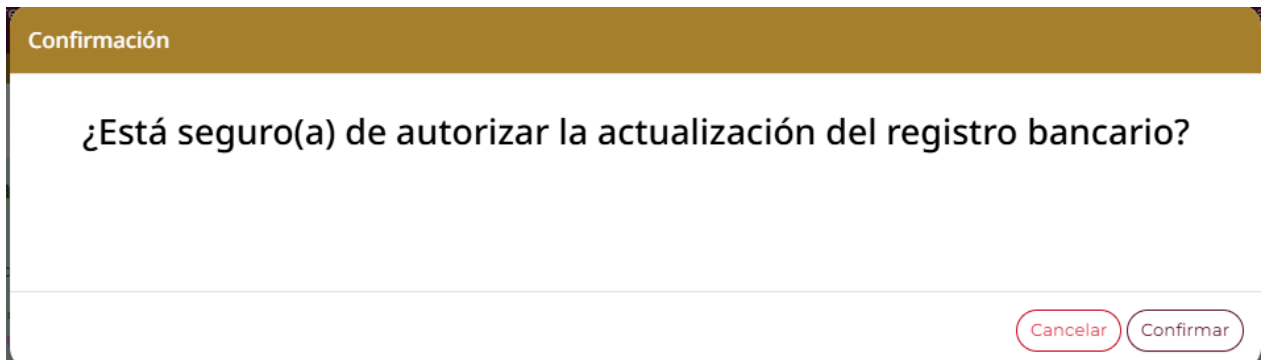 Confirmación
¿Está seguro(a) de autorizar la actualización del registro bancario?
Cancelar Confirmar